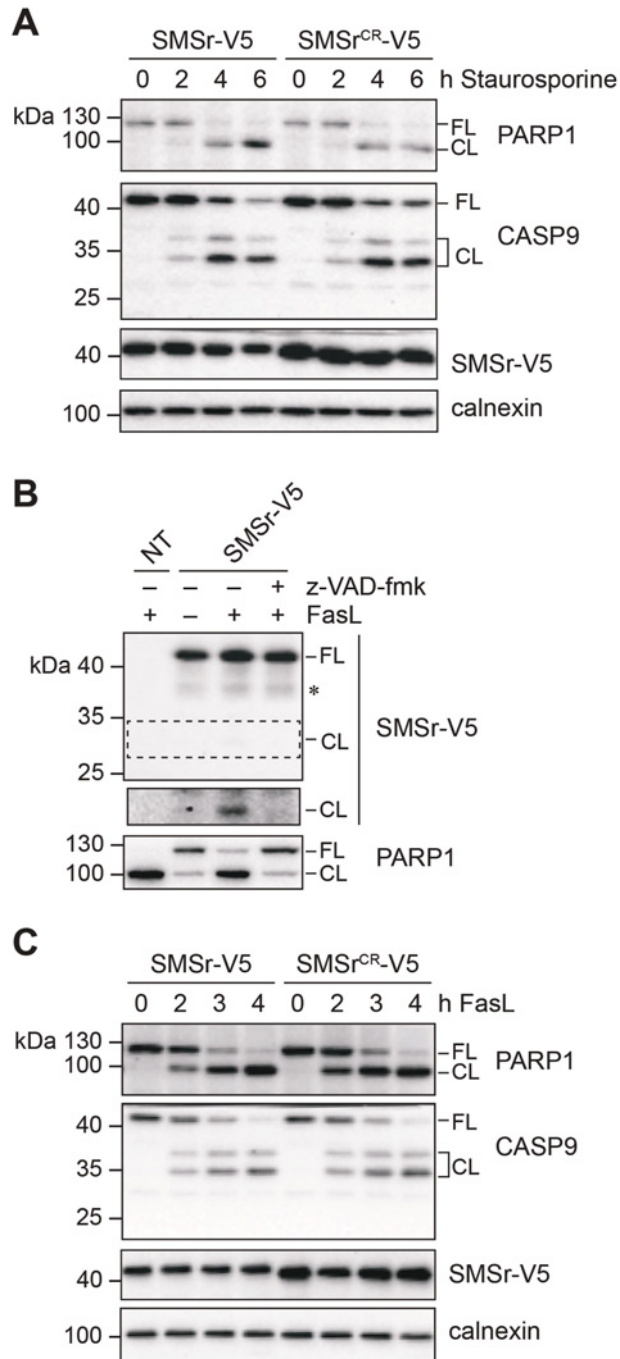 A
SMSr-V5 SMSrCR-V5
0 2 4 6 0 2 4 6 h Staurosporine
kDa 130
100
FL
CL
PARP1
40
35
25
FL
CL
CASP9
40
SMSr-V5
100
calnexin
B
NT SMSr-V5
– – – + z-VAD-fmk
+ – + + FasL
kDa 40
35
25
FL
*
CL
SMSr-V5
CL
130
100
FL
CL
PARP1
C
SMSr-V5 SMSrCR-V5
0 2 3 4 0 2 3 4 h FasL
kDa 130
100
FL
CL
PARP1
40
35
25
FL
CL
CASP9
40
SMSr-V5
100
calnexin